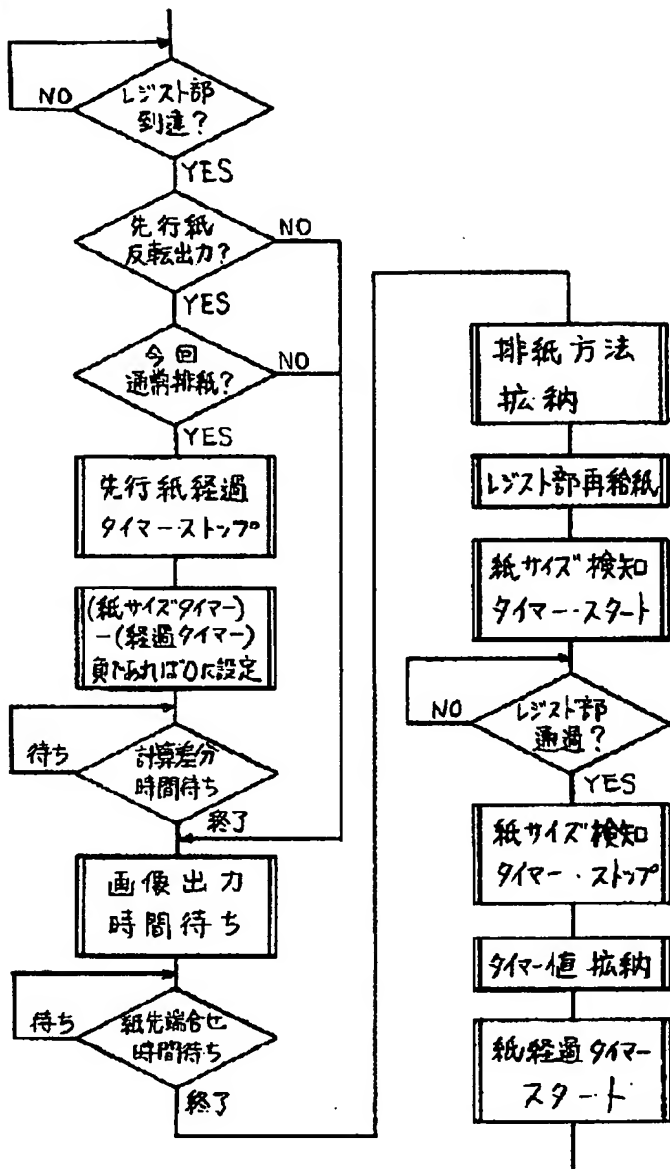 レジスト部
到達?
NO
YES
先行紙
反転出力?
NO
YES
今回
通常排紙?
NO
YES
先行紙経過
タイマー・ストップ
(紙サイズタイマー)
-(経過タイマー)
負であれば0に設定
計算差分
時間待ち
待ち
終了
画像出力
時間待ち
紙先端合せ
時間待ち
待ち
終了
排紙方法
拡納
レジスト部再給紙
紙サイズ検知
タイマー・スタート
レジスト部
通過?
NO
YES
紙サイズ検知
タイマー・ストップ
タイマー値拡納
紙経過タイマー
スタート